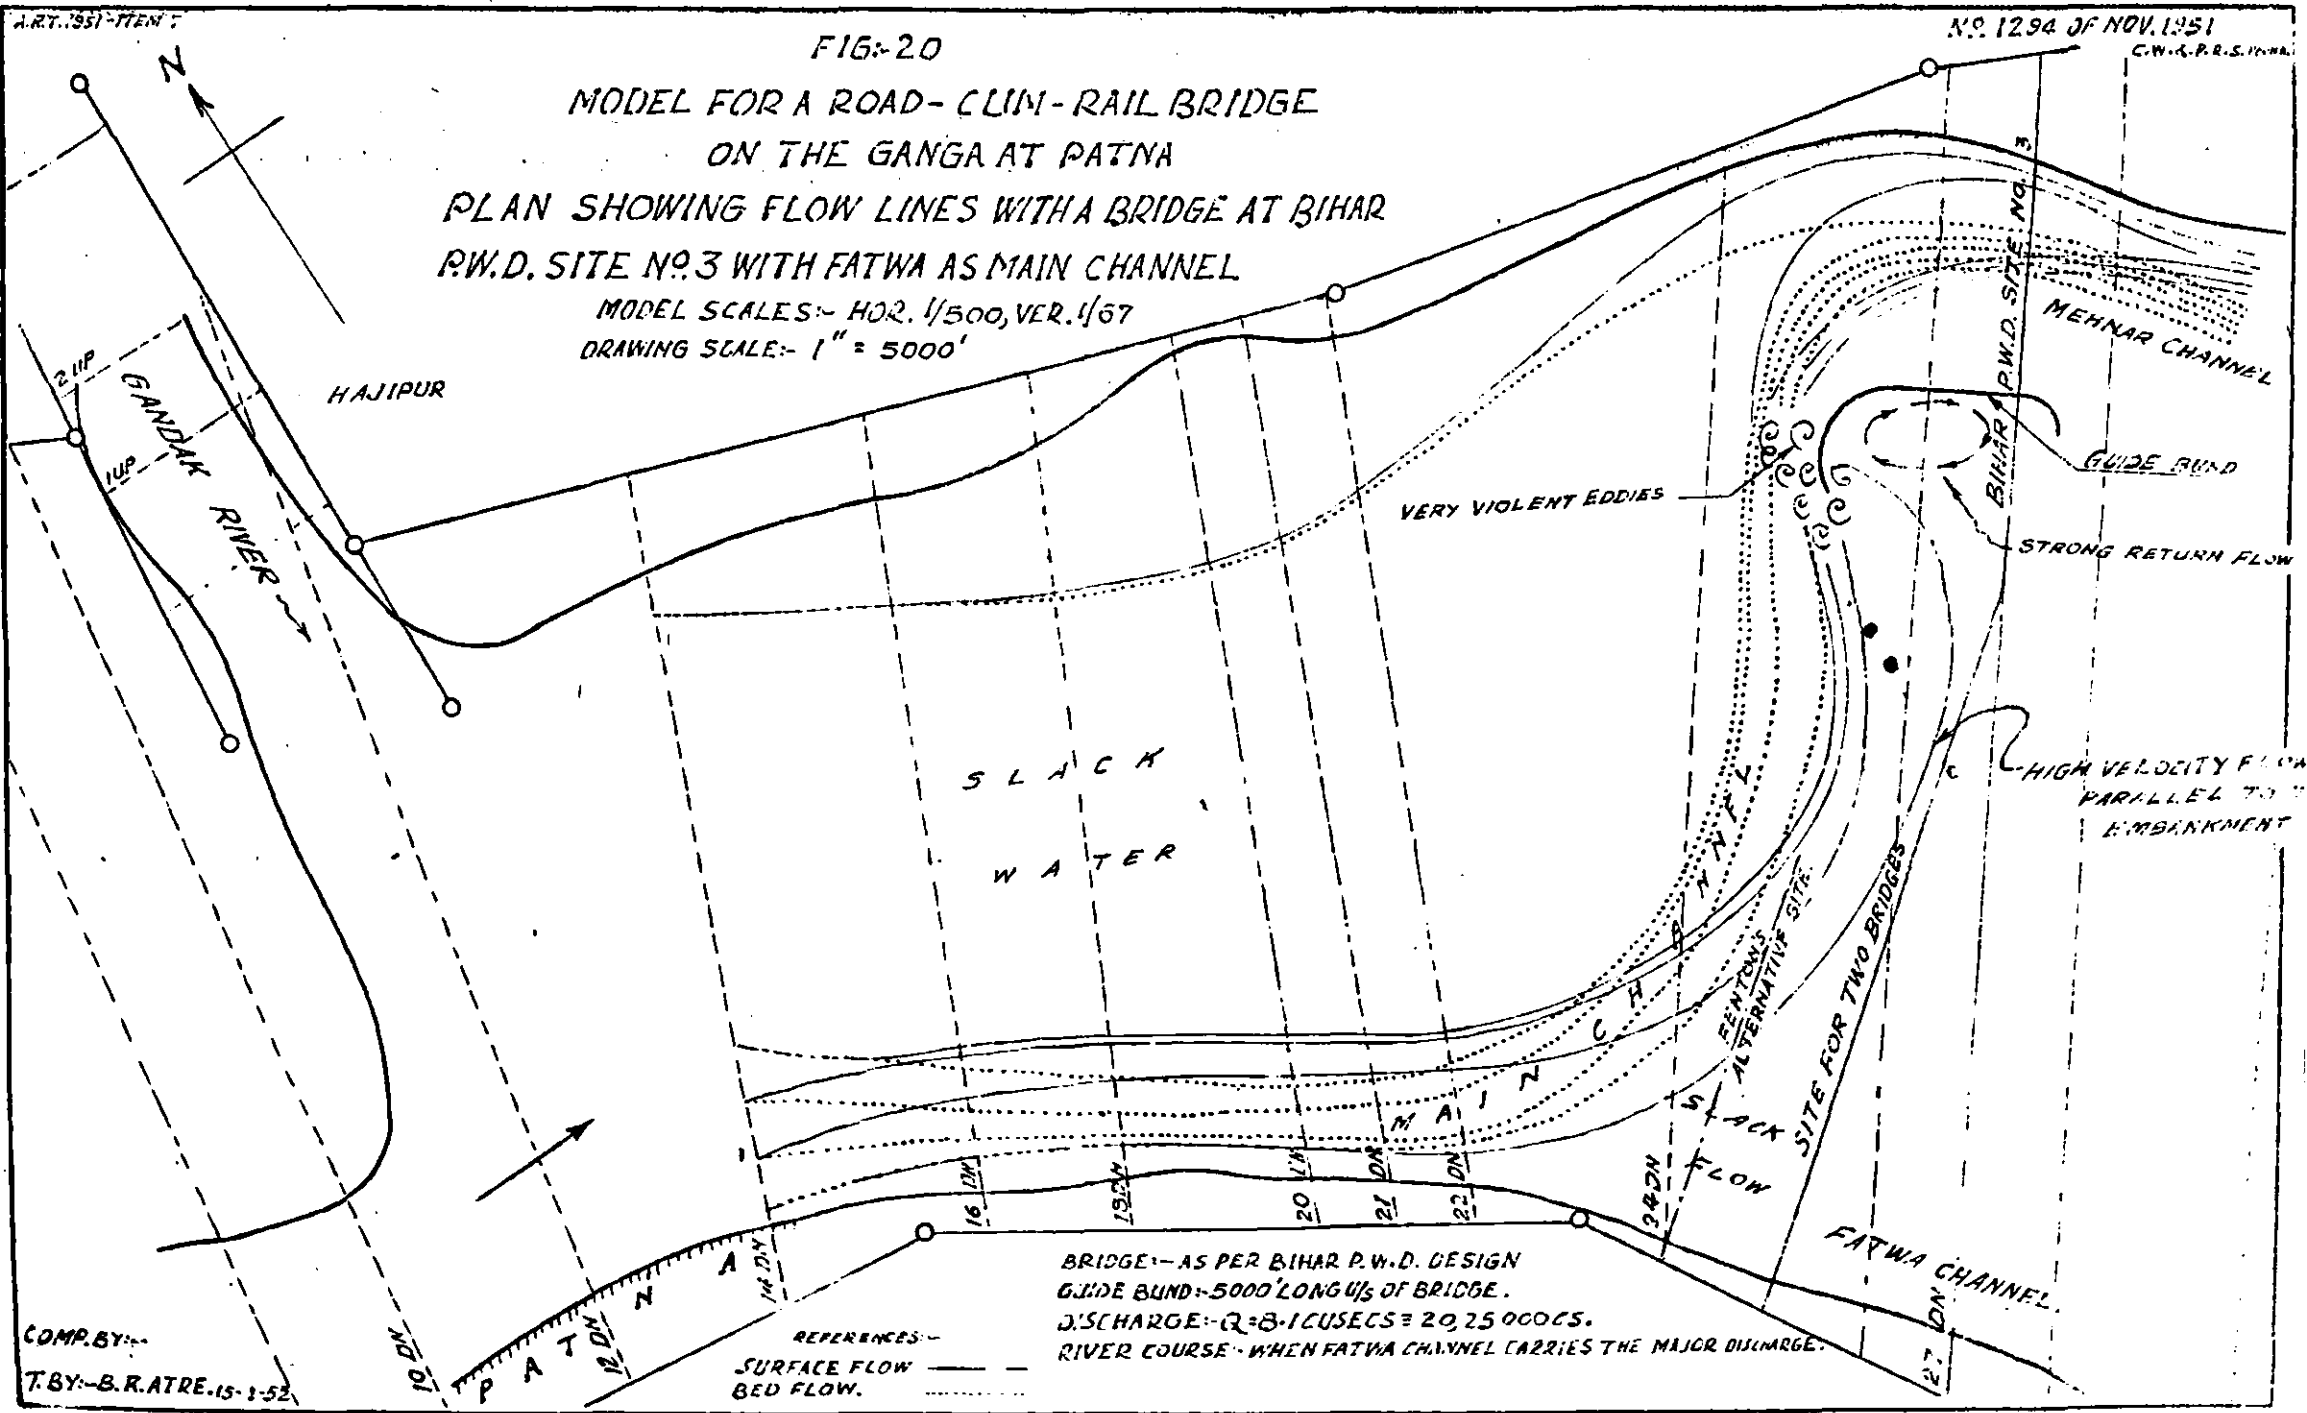 A.R.T. 1951-ITEM
No. 1294 OF NOV. 1951
C.W.&.P.R.S.
FIG:-20
MODEL FOR A ROAD-CUM-RAIL BRIDGE
ON THE GANGA AT PATNA
PLAN SHOWING FLOW LINES WITH A BRIDGE AT BIHAR
P.W.D. SITE No. 3 WITH FATWA AS MAIN CHANNEL
MODEL SCALES:- HOR. 1/500, VER. 1/67
DRAWING SCALE:- 1" = 5000'
N
2 UP
1 UP
GANDAK RIVER
HAJIPUR
BIHAR P.W.D. SITE NO. 3
MEHNAR CHANNEL
GUIDE BUND
VERY VIOLENT EDDIES
STRONG RETURN FLOW
HIGH VELOCITY FLOW
PARALLEL TO
EMBANKMENT
SLACK
WATER
MAIN CHANNEL
FENTON'S
ALTERNATIVE SITE
SITE FOR TWO BRIDGES
SLACK
FLOW
FATWA CHANNEL
PATNA
10 DN
12 DN
14 DN
16 DN
18 DN
20 DN
21 DN
22 DN
24 DN
27 DN
BRIDGE:- AS PER BIHAR P.W.D. DESIGN
GUIDE BUND:- 5000' LONG U/S OF BRIDGE.
DISCHARGE:- Q=8.1 CUSECS ≡ 20,25000 CS.
RIVER COURSE:- WHEN FATWA CHANNEL CARRIES THE MAJOR DISCHARGE.
REFERENCES:-
SURFACE FLOW
BED FLOW.
COMP. BY:-
T. BY:- B.R. ATRE. 15-1-52